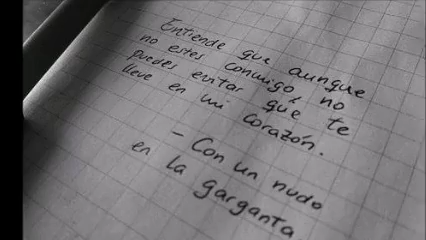 Entiende que aunque
no estes conmigo, no
puedes evitar que te
lleve en mi corazón.
- Con un nudo
en la garganta